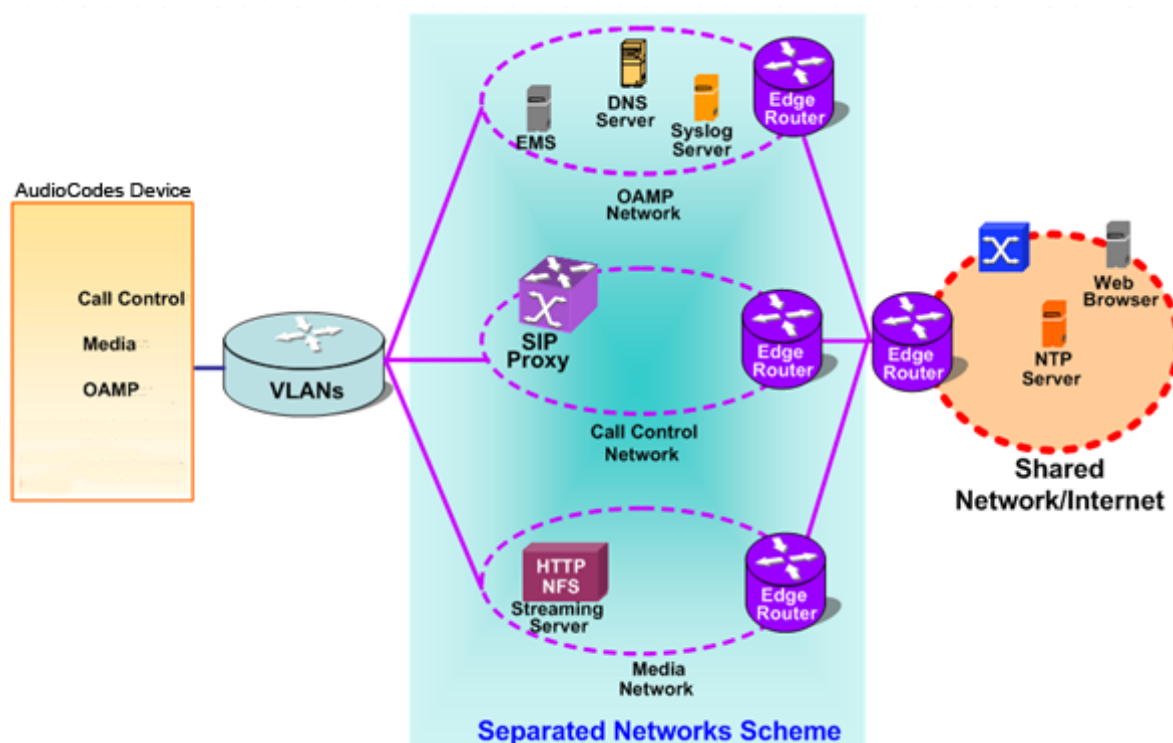 AudioCodes Device
Call Control
Media
OAMP
VLANs
EMS
DNS
Server
Syslog
Server
Edge
Router
OAMP
Network
SIP
Proxy
Edge
Router
Call Control
Network
HTTP
NFS
Streaming
Server
Edge
Router
Media
Network
Separated Networks Scheme
Edge
Router
Web
Browser
NTP
Server
Shared
Network/Internet